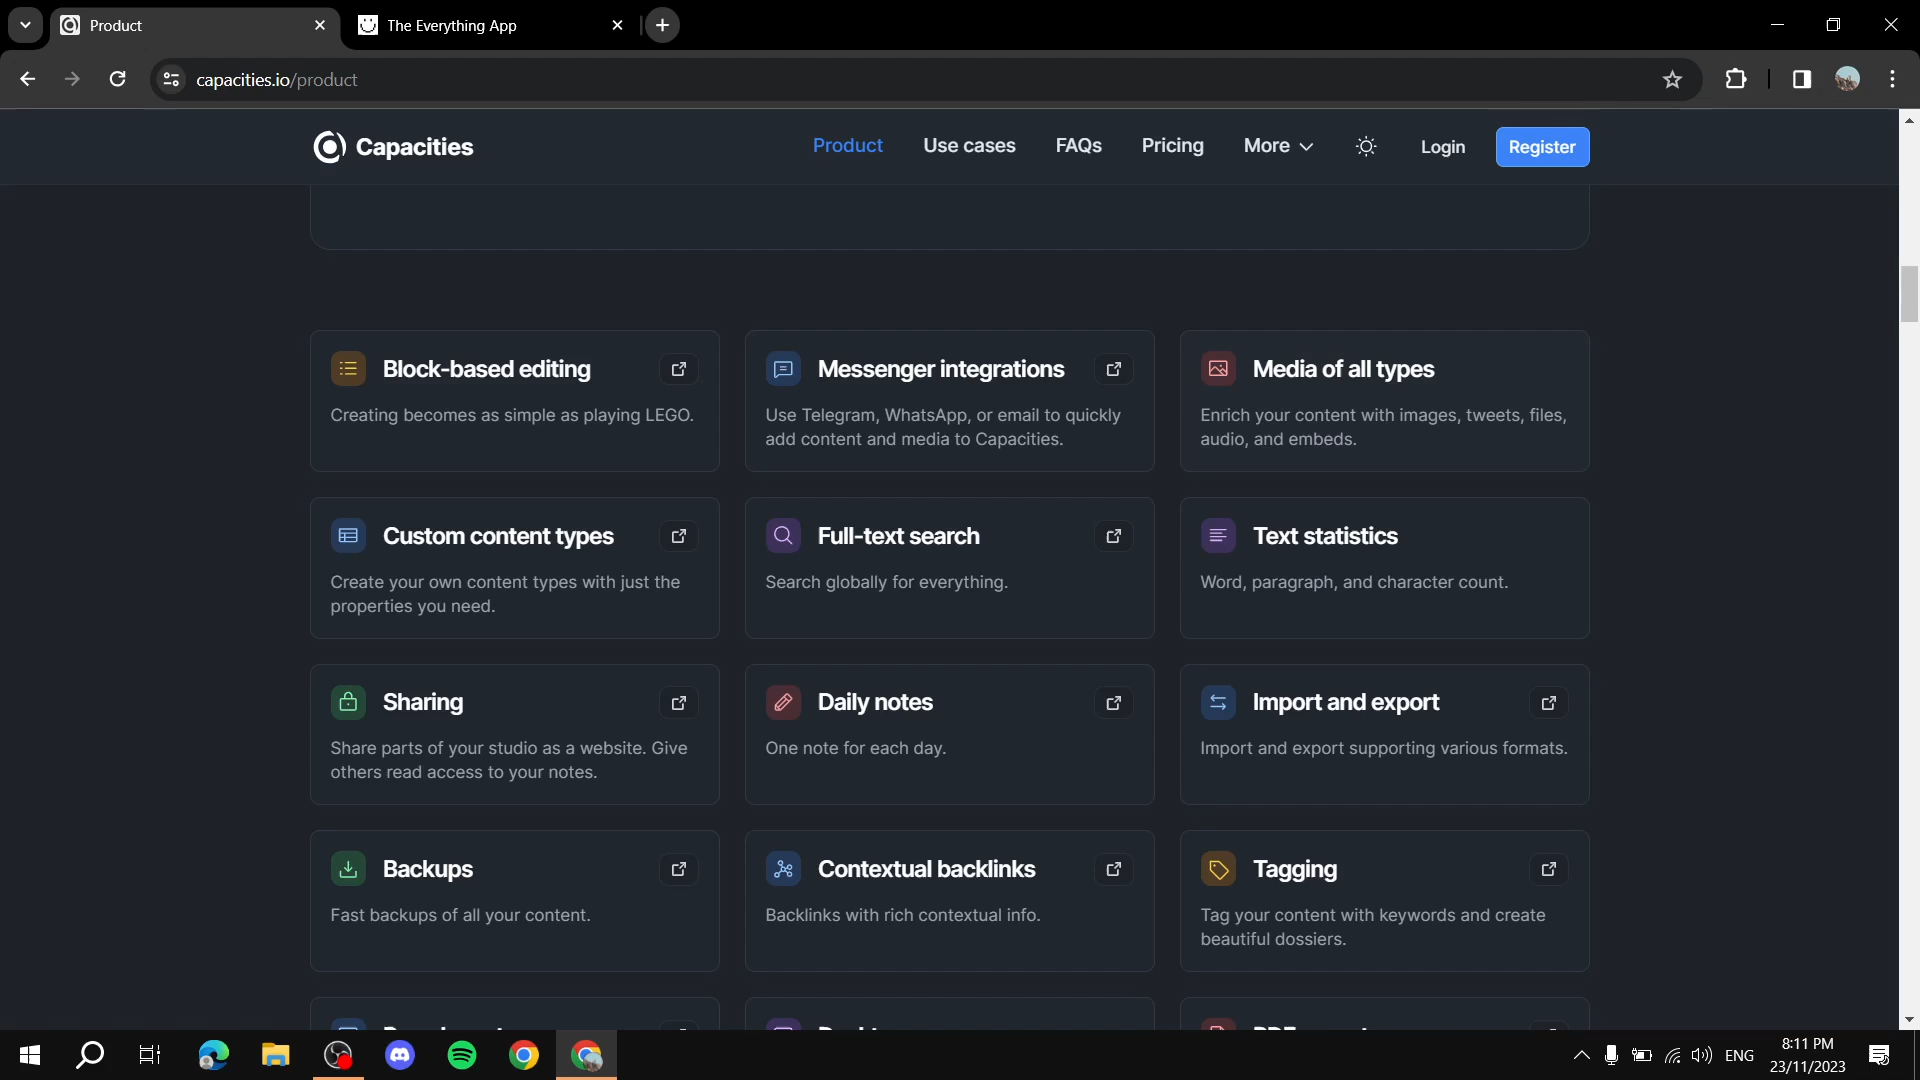 Product
The Everything App
capacities.io/product
Capacities
Product
Use cases
FAQs
Pricing
More
Login
Register
Block-based editing
Creating becomes as simple as playing LEGO.
Messenger integrations
Use Telegram, WhatsApp, or email to quickly
add content and media to Capacities.
Media of all types
Enrich your content with images, tweets, files,
audio, and embeds.
Custom content types
Create your own content types with just the
properties you need.
Full-text search
Search globally for everything.
Text statistics
Word, paragraph, and character count.
Sharing
Share parts of your studio as a website. Give
others read access to your notes.
Daily notes
One note for each day.
Import and export
Import and export supporting various formats.
Backups
Fast backups of all your content.
Contextual backlinks
Backlinks with rich contextual info.
Tagging
Tag your content with keywords and create
beautiful dossiers.
ENG
8:11 PM
23/11/2023